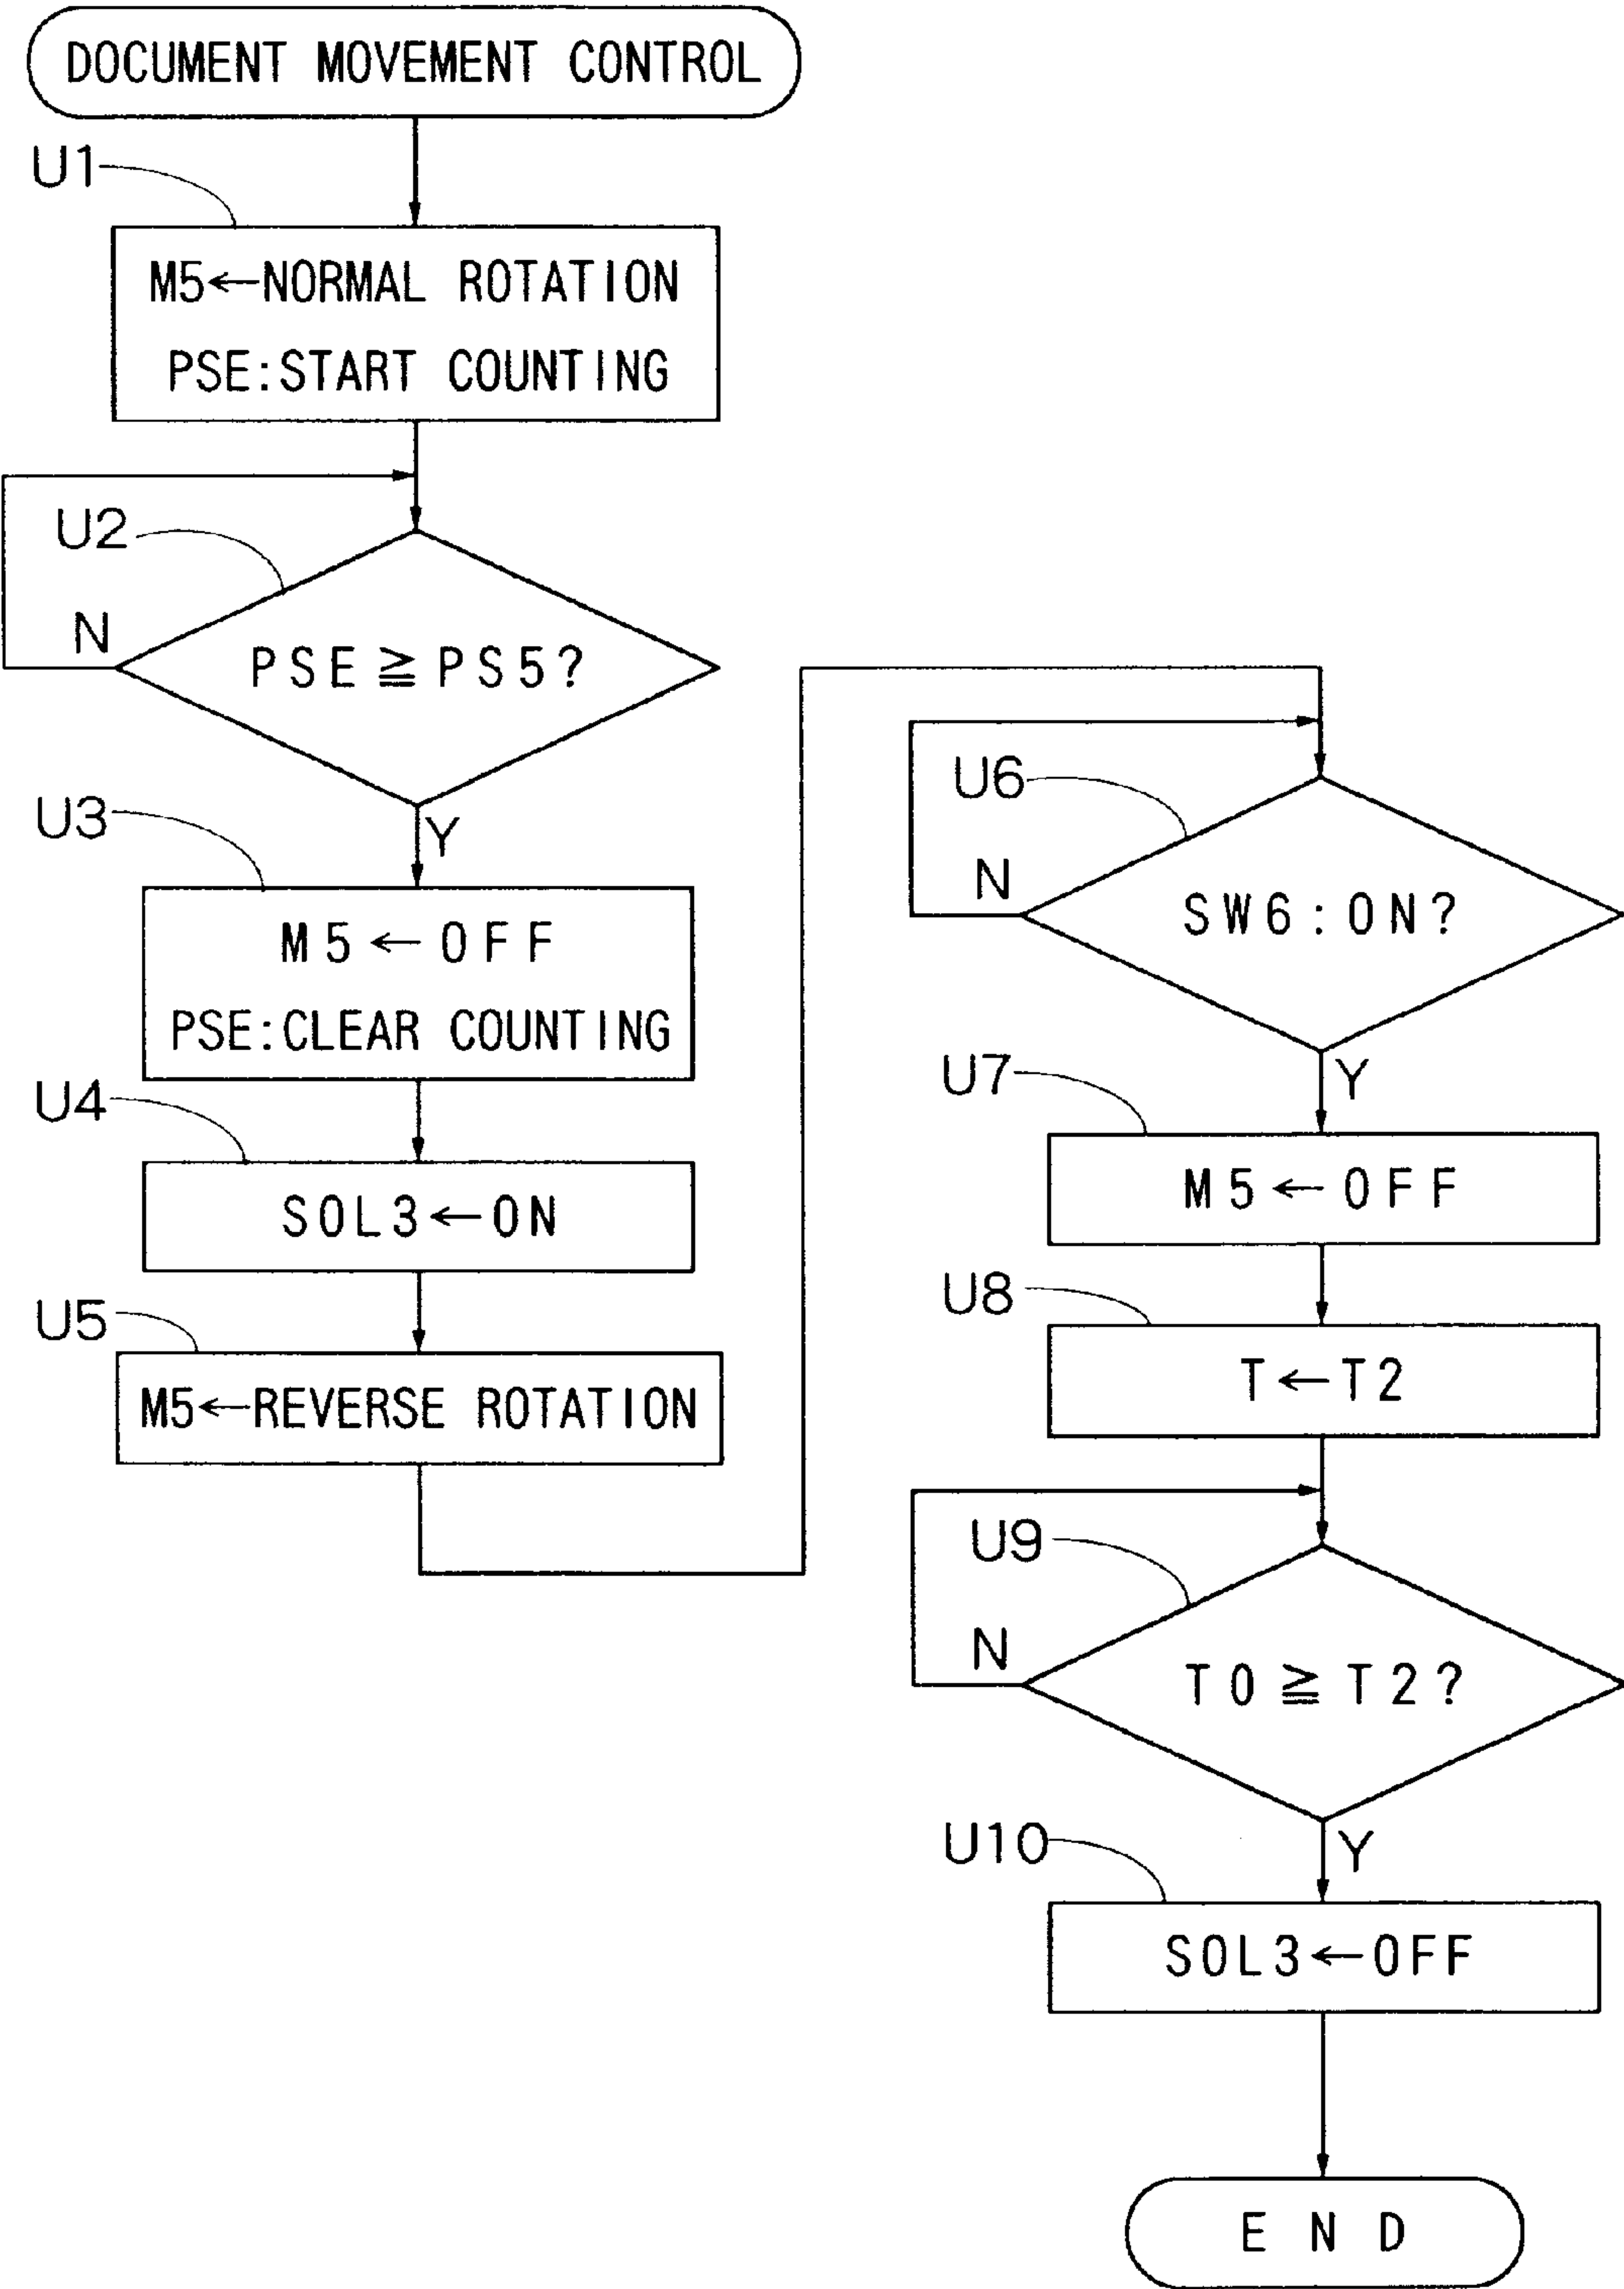 DOCUMENT MOVEMENT CONTROL
U1
M5←NORMAL ROTATION
PSE:START COUNTING
U2
N
PSE≧PS5?
Y
U3
M5←OFF
PSE:CLEAR COUNTING
U4
SOL3←ON
U5
M5←REVERSE ROTATION
U6
N
SW6:ON?
Y
U7
M5←OFF
U8
T←T2
U9
N
T0≧T2?
Y
U10
SOL3←OFF
END